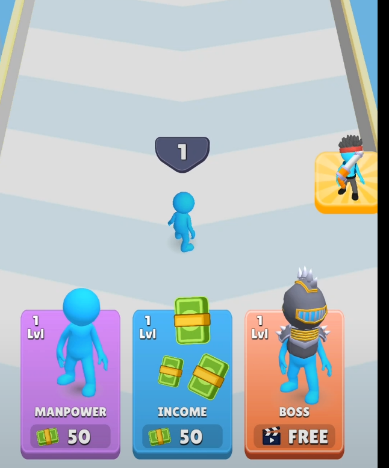 1
1
Lvl
MANPOWER
50
1
Lvl
INCOME
50
1
Lvl
BOSS
FREE